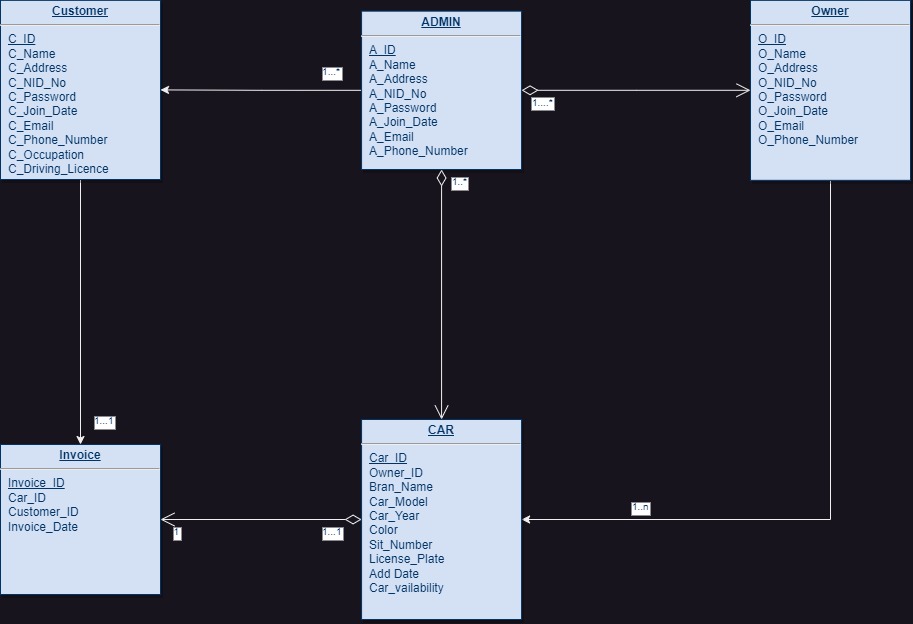 Customer
C_ID
C_Name
C_Address
C_NID_No
C_Password
C_Join_Date
C_Email
C_Phone_Number
C_Occupation
C_Driving_Licence
1...*
ADMIN
A_ID
A_Name
A_Address
A_NID_No
A_Password
A_Join_Date
A_Email
A_Phone_Number
1....*
1..*
Owner
O_ID
O_Name
O_Address
O_NID_No
O_Password
O_Join_Date
O_Email
O_Phone_Number
1...1
Invoice
Invoice_ID
Car_ID
Customer_ID
Invoice_Date
1
1...1
CAR
Car_ID
Owner_ID
Bran_Name
Car_Model
Car_Year
Color
Sit_Number
License_Plate
Add Date
Car_vailability
1..n